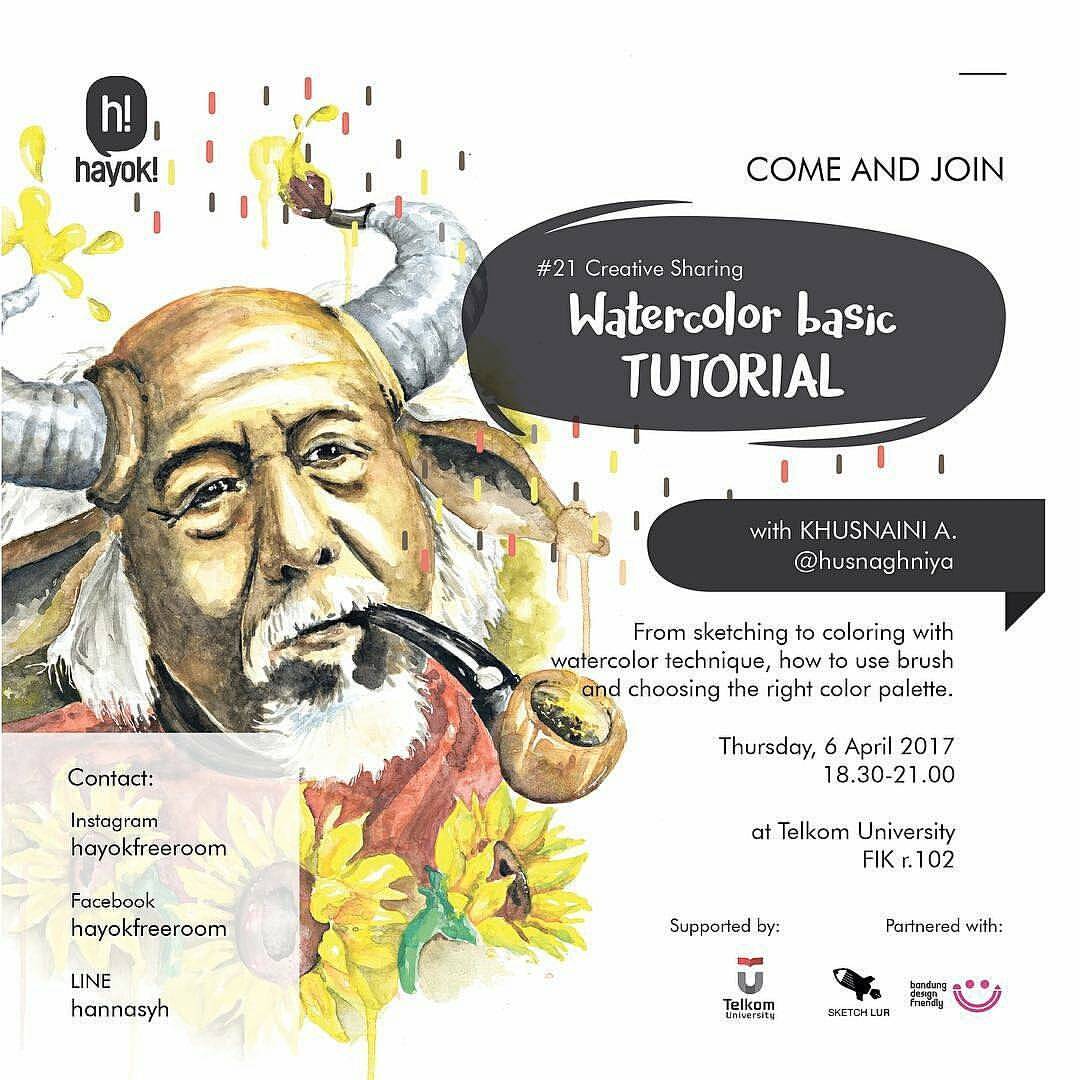 h!
hayok!
COME AND JOIN
#21 Creative Sharing
Watercolor basic
TUTORIAL
with KHUSNAINI A.
@husnaghniya
From sketching to coloring with
watercolor technique, how to use brush
and choosing the right color palette.
Thursday, 6 April 2017
18.30-21.00
at Telkom University
FIK r.102
Contact:
Instagram
hayokfreeroom
Facebook
hayokfreeroom
LINE
hannasyh
Supported by:
Telkom
University
Partnered with:
SKETCH LUR
bandung
design
friendly